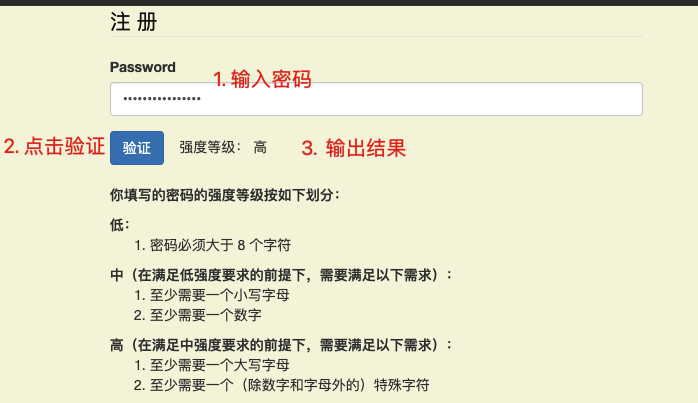 注 册
Password
1. 输入密码
••••••••••••••••
2. 点击验证 验证 强度等级： 高 3. 输出结果
你填写的密码的强度等级按如下划分：
低：
1. 密码必须大于 8 个字符
中（在满足低强度要求的前提下，需要满足以下需求）：
1. 至少需要一个小写字母
2. 至少需要一个数字
高（在满足中强度要求的前提下，需要满足以下需求）：
1. 至少需要一个大写字母
2. 至少需要一个（除数字和字母外的）特殊字符